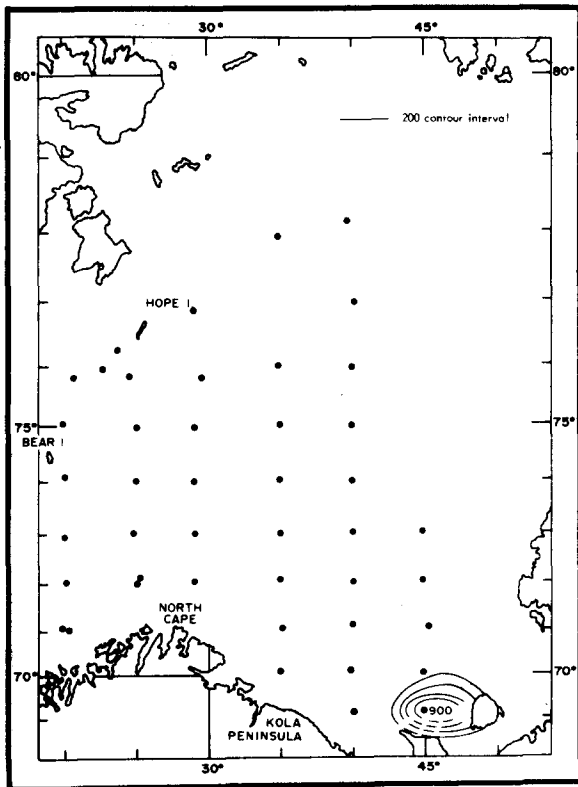 30° 45°
80° 80°
200 contour interval
HOPE I
75° 75°
BEAR I
NORTH
CAPE
70° 70°
900
KOLA
PENINSULA
30° 45°